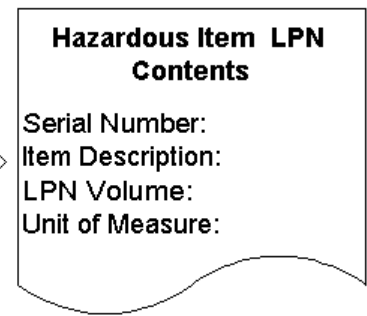 Hazardous Item LPN
Contents
Serial Number:
Item Description:
LPN Volume:
Unit of Measure: